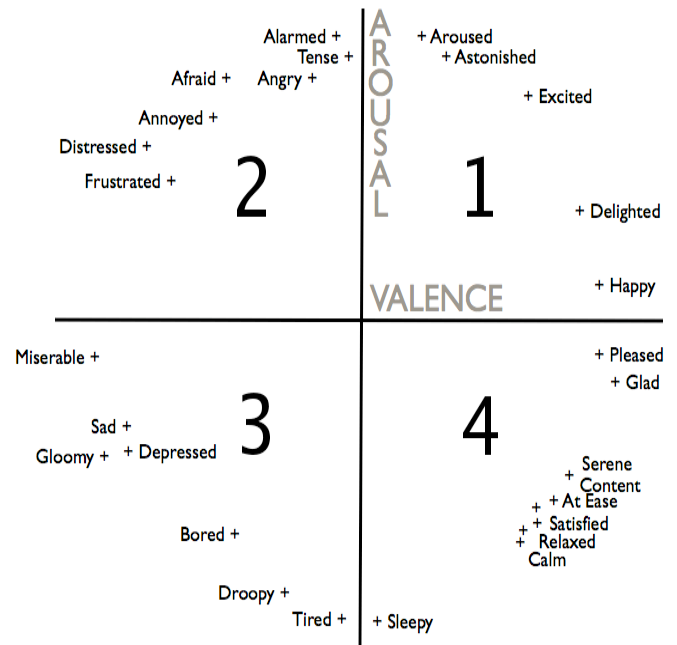 Alarmed +
Tense +
Afraid +
Angry +
Annoyed +
Distressed +
Frustrated +
2
AROUSAL
+ Aroused
+ Astonished
+ Excited
1
+ Delighted
+ Happy
VALENCE
Miserable +
Sad +
Gloomy +
+ Depressed
3
Bored +
Droopy +
Tired +
+ Pleased
+ Glad
4
+ Serene
Content
+ + At Ease
+ + Satisfied
+ Relaxed
Calm
+ Sleepy